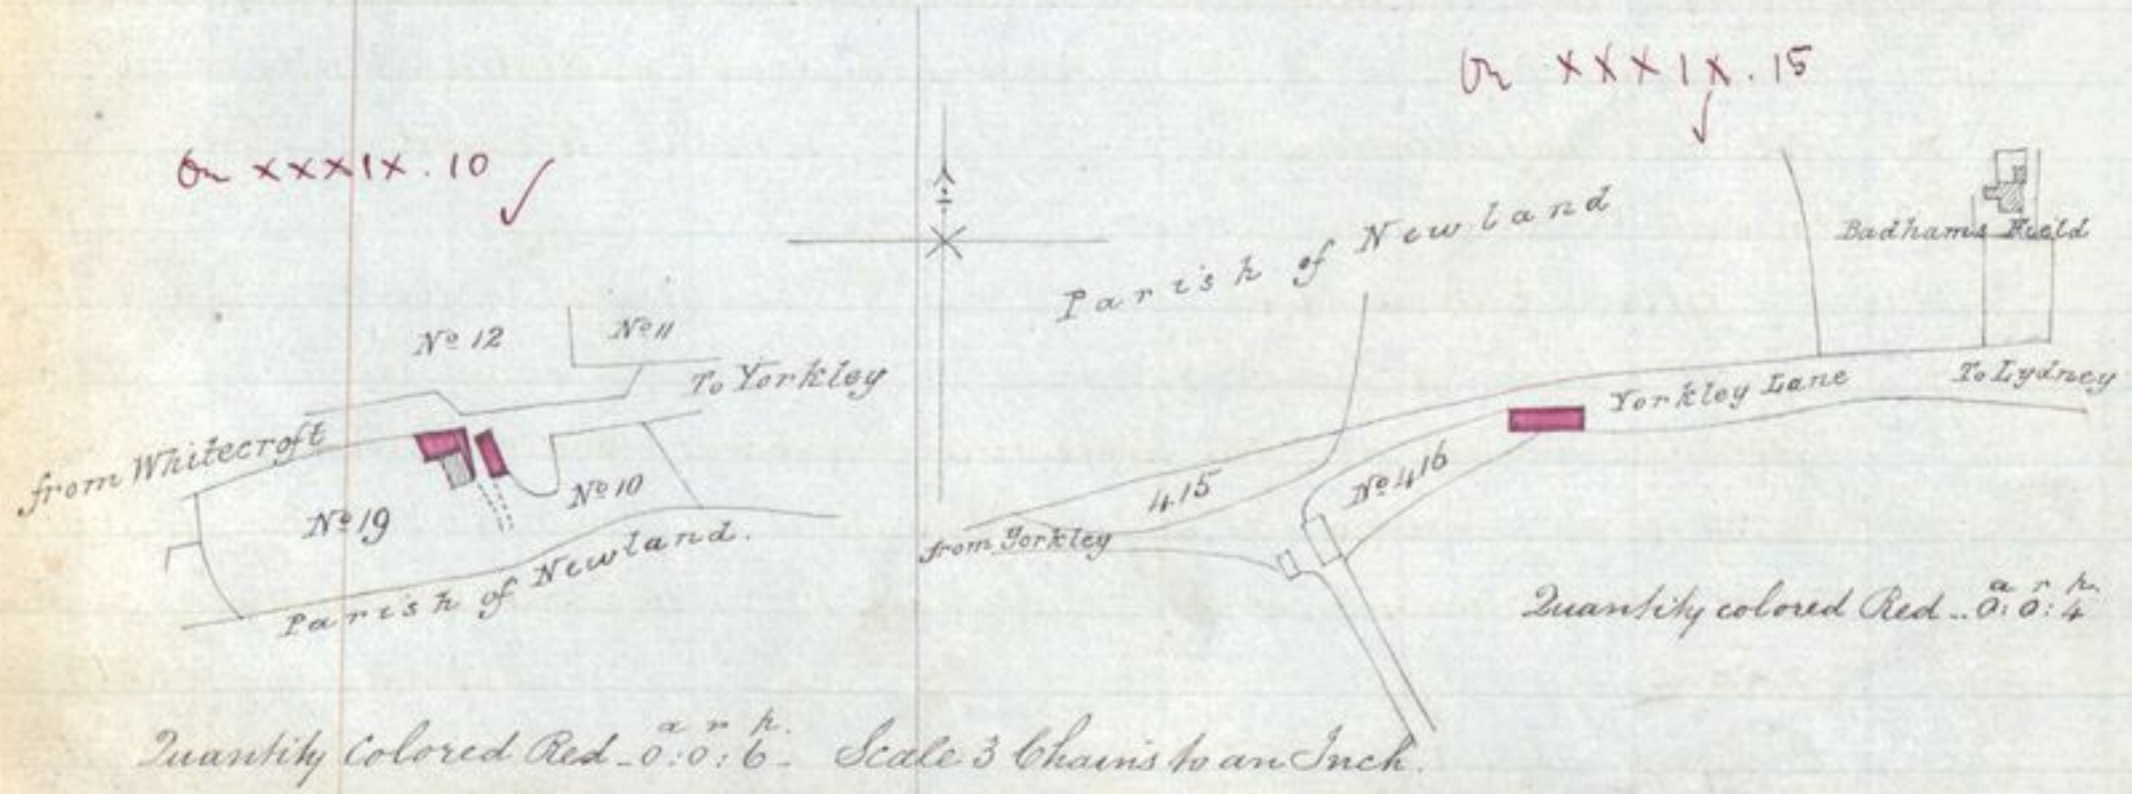 On XXXIX.10
No 12
No 11
To Yorkley
from Whitecroft
No 19
No 10
Parish of Newland.
Quantity Colored Red - a r p. 0:0:6 -
Scale 3 Chains to an Inch.
On XXXIX.15
Parish of Newland
Badhams Field
To Lydney
Yorkley Lane
415
No 416
from Yorkley
Quantity colored Red - a r p. 0:0:4